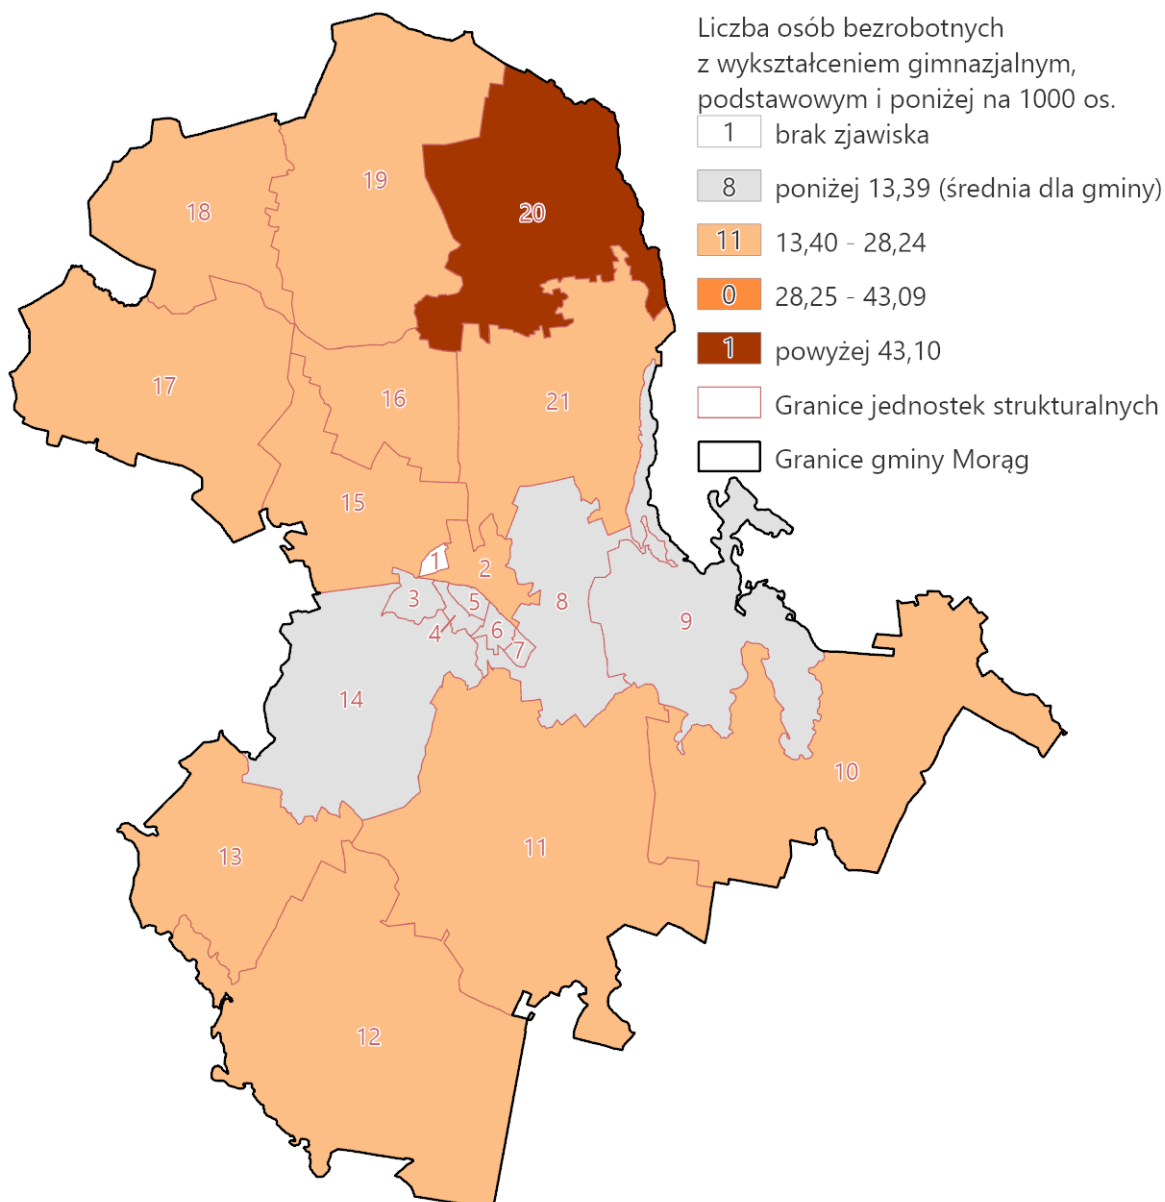 Liczba osób bezrobotnych
z wykształceniem gimnazjalnym,
podstawowym i poniżej na 1000 os.
1 brak zjawiska
8 poniżej 13,39 (średnia dla gminy)
11 13,40 - 28,24
0 28,25 - 43,09
1 powyżej 43,10
Granice jednostek strukturalnych
Granice gminy Morąg
19
18
20
17
16
21
15
1
2
3
5
8
4
6
9
7
14
10
11
13
12